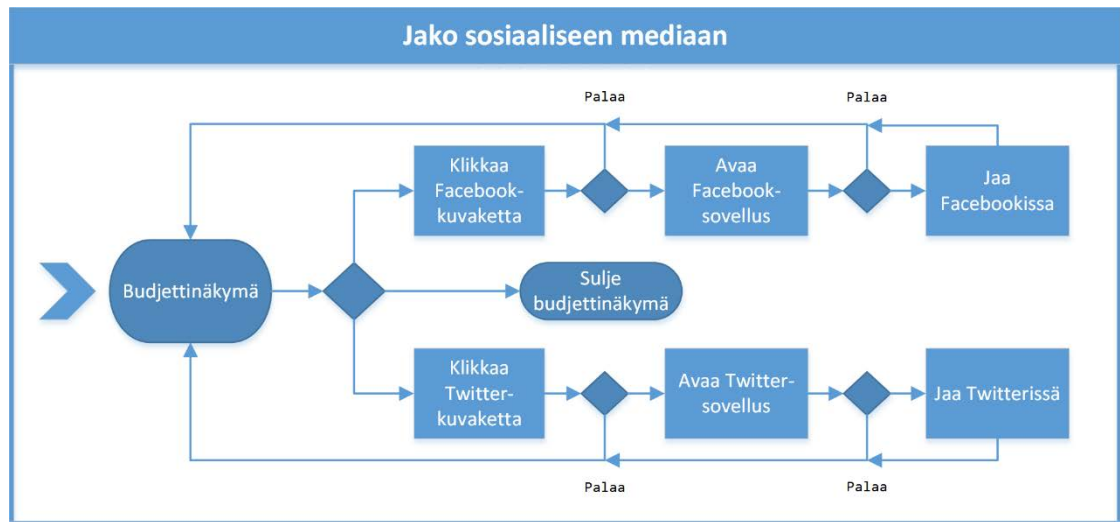 Jako sosiaaliseen mediaan
Palaa
Palaa
Klikkaa
Facebook-
kuvaketta
Avaa
Facebook-
sovellus
Jaa
Facebookissa
Budjettinäkymä
Sulje
budjettinäkymä
Klikkaa
Twitter-
kuvaketta
Avaa Twitter-
sovellus
Jaa Twitterissä
Palaa
Palaa